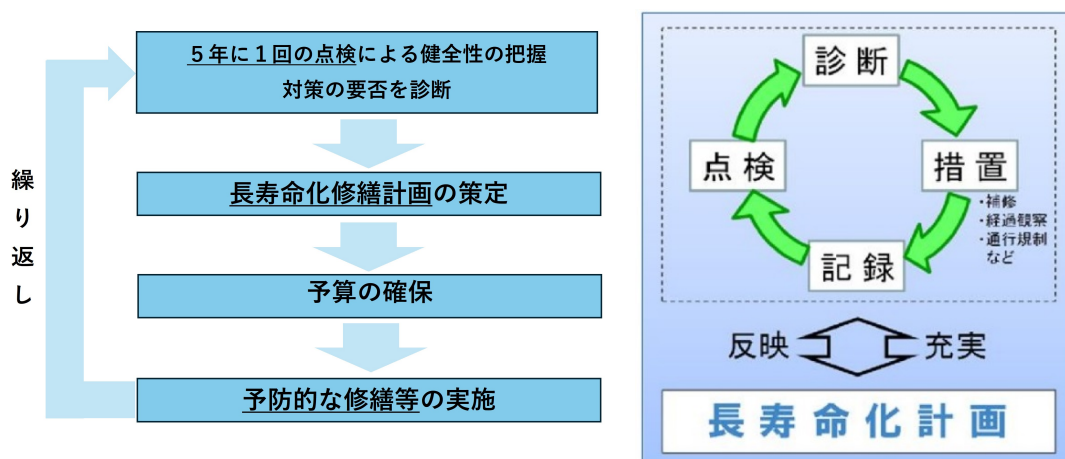 ５年に１回の点検による健全性の把握
対策の要否を診断
長寿命化修繕計画の策定
予算の確保
予防的な修繕等の実施
繰り返し
診断
点検
措置
・補修
・経過観察
・通行規制
など
記録
反映
充実
長寿命化計画